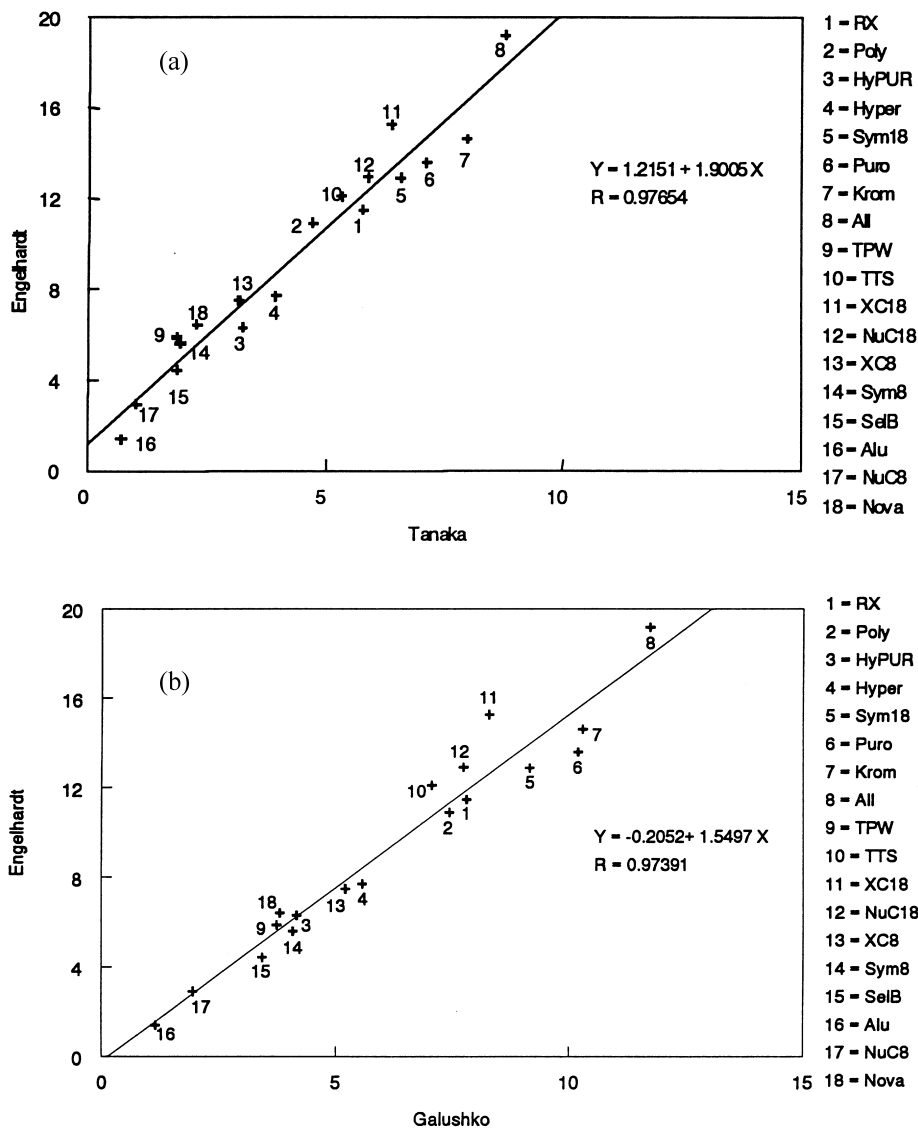 20
16
12
8
4
0
Engelhardt
(a)
8
11
7
12
6
5
10
1
2
13
4
18
3
9
14
15
17
16
Y = 1.2151 + 1.9005 X
R = 0.97654
0
5
10
15
Tanaka
1 = RX
2 = Poly
3 = HyPUR
4 = Hyper
5 = Sym18
6 = Puro
7 = Krom
8 = All
9 = TPW
10 = TTS
11 = XC18
12 = NuC18
13 = XC8
14 = Sym8
15 = SelB
16 = Alu
17 = NuC8
18 = Nova
20
16
12
8
4
0
Engelhardt
(b)
8
11
7
12
6
5
10
1
2
13
4
18
3
9
14
15
17
16
Y = -0.2052+ 1.5497 X
R = 0.97391
0
5
10
15
Galushko
1 = RX
2 = Poly
3 = HyPUR
4 = Hyper
5 = Sym18
6 = Puro
7 = Krom
8 = All
9 = TPW
10 = TTS
11 = XC18
12 = NuC18
13 = XC8
14 = Sym8
15 = SelB
16 = Alu
17 = NuC8
18 = Nova